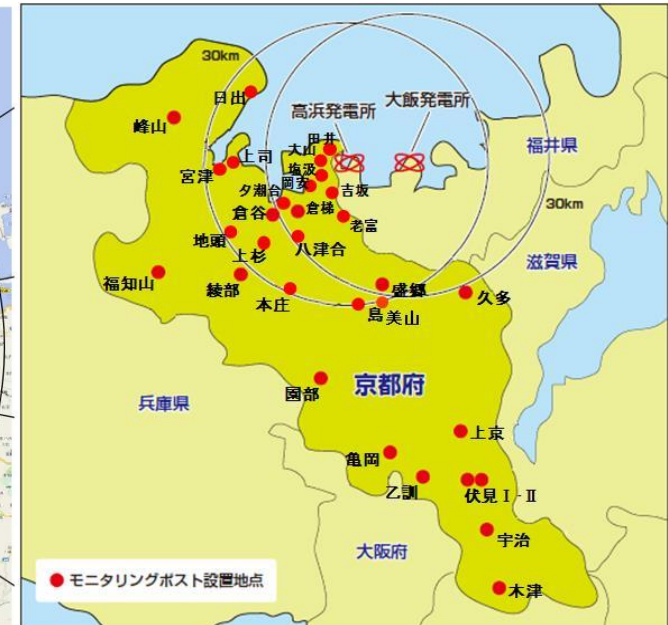 30km
日出
高浜発電所
大飯発電所
峰山
田井
大山
塩汲
岡安
吉坂
福井県
上司
宮津
夕潮台
倉梯
倉谷
老富
30km
地頭
上杉
八津合
滋賀県
福知山
綾部
本庄
盛郷
久多
島
美山
園部
京都府
兵庫県
上京
亀岡
乙訓
伏見Ⅰ-Ⅱ
宇治
大阪府
モニタリングポスト設置地点
木津